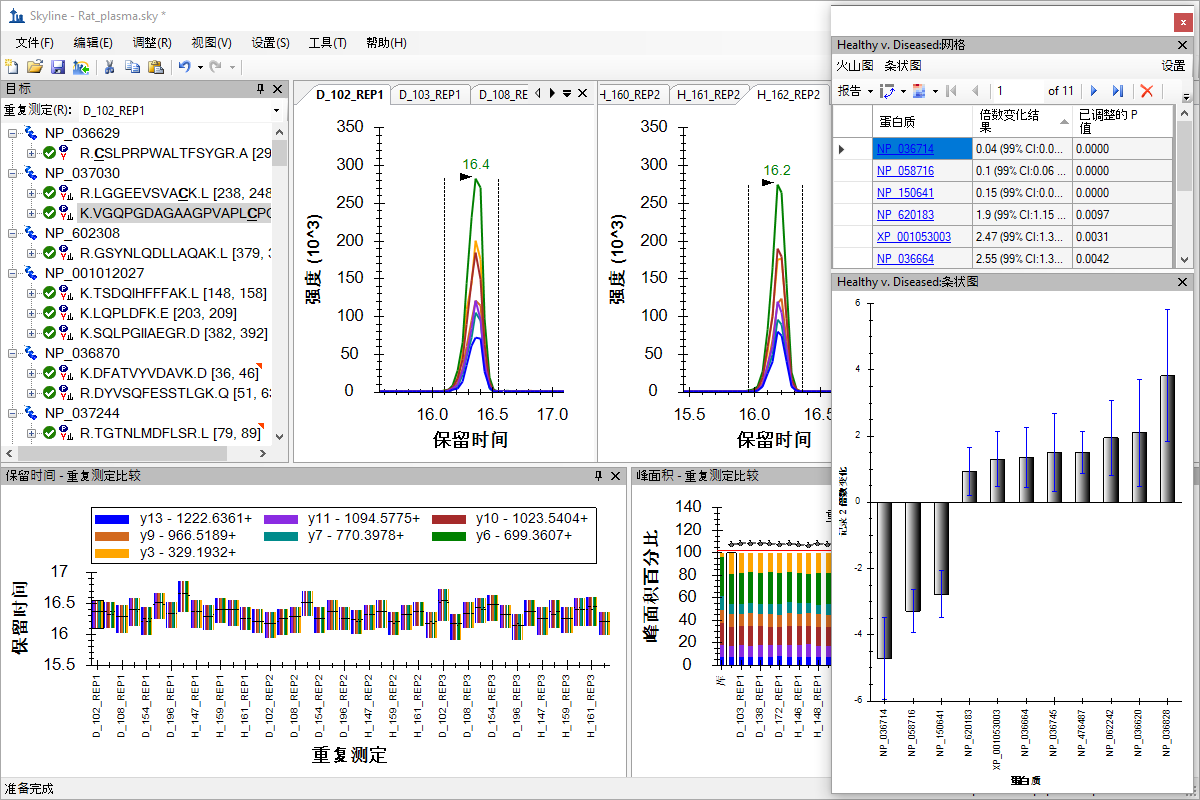 Skyline - Rat_plasma.sky *
文件(F) 编辑(E) 调整(R) 视图(V) 设置(S) 工具(T) 帮助(H)
目标
重复测定(R): D_102_REP1
NP_036629
R.CSLPRPWALTFSYGR.A [29
NP_037030
R.LGGEEVSVACK.L [238, 248
K.VGQPGDAGAAGPVAPLCPG
NP_602308
R.GSYNLQDLLAQAK.L [379, 3
NP_001012027
K.TSDQIHFFFAK.L [148, 158]
K.LQPLDFK.E [203, 209]
K.SQLPGIIAEGR.D [382, 392]
NP_036870
K.DFATVYVDAVK.D [36, 46]
R.DYVSQFESSTLGK.Q [51, 63
NP_037244
R.TGTNLMDFLSR.L [79, 89]
D_102_REP1 D_103_REP1 D_108_RE
350
300
250
200
150
100
50
0
强度 (10^3)
16.4
16.0 16.5 17.0
保留时间
H_160_REP2 H_161_REP2 H_162_REP2
350
300
250
200
150
100
50
0
强度 (10^3)
16.2
15.5 16.0 16.5
保留时间
保留时间 - 重复测定比较
y13 - 1222.6361+ y11 - 1094.5775+ y10 - 1023.5404+
y9 - 966.5189+ y7 - 770.3978+ y6 - 699.3607+
y3 - 329.1932+
17
16.5
16
15.5
保留时间
D_102_REP1
D_108_REP1
D_154_REP1
D_196_REP1
H_147_REP1
H_159_REP1
H_161_REP1
D_102_REP2
D_108_REP2
D_154_REP2
D_196_REP2
H_147_REP2
H_159_REP2
H_161_REP2
D_102_REP3
D_108_REP3
D_154_REP3
D_196_REP3
H_147_REP3
H_159_REP3
H_161_REP3
重复测定
峰面积 - 重复测定比较
140
120
100
80
60
40
20
0
峰面积百分比
D_103_REP1
D_138_REP1
D_172_REP1
H_146_REP1
H_148_REP1
准备完成
Healthy v. Diseased:网格
火山图 条状图 设置
报告 1 of 11
蛋白质 倍数变化结果 已调整的 P 值
NP_036714 0.04 (99% CI:0.0... 0.0000
NP_058716 0.1 (99% CI:0.06 ... 0.0000
NP_150641 0.15 (99% CI:0.0... 0.0000
NP_620183 1.9 (99% CI:1.15 ... 0.0097
XP_001053003 2.47 (99% CI:1.3... 0.0031
NP_036664 2.55 (99% CI:1.3... 0.0042
Healthy v. Diseased:条状图
6
4
2
0
-2
-4
-6
记录 2 倍数变化
NP_036714
NP_058716
NP_150641
NP_620183
XP_001053003
NP_036664
NP_036745
NP_476487
NP_062242
NP_036620
NP_036828
蛋白质